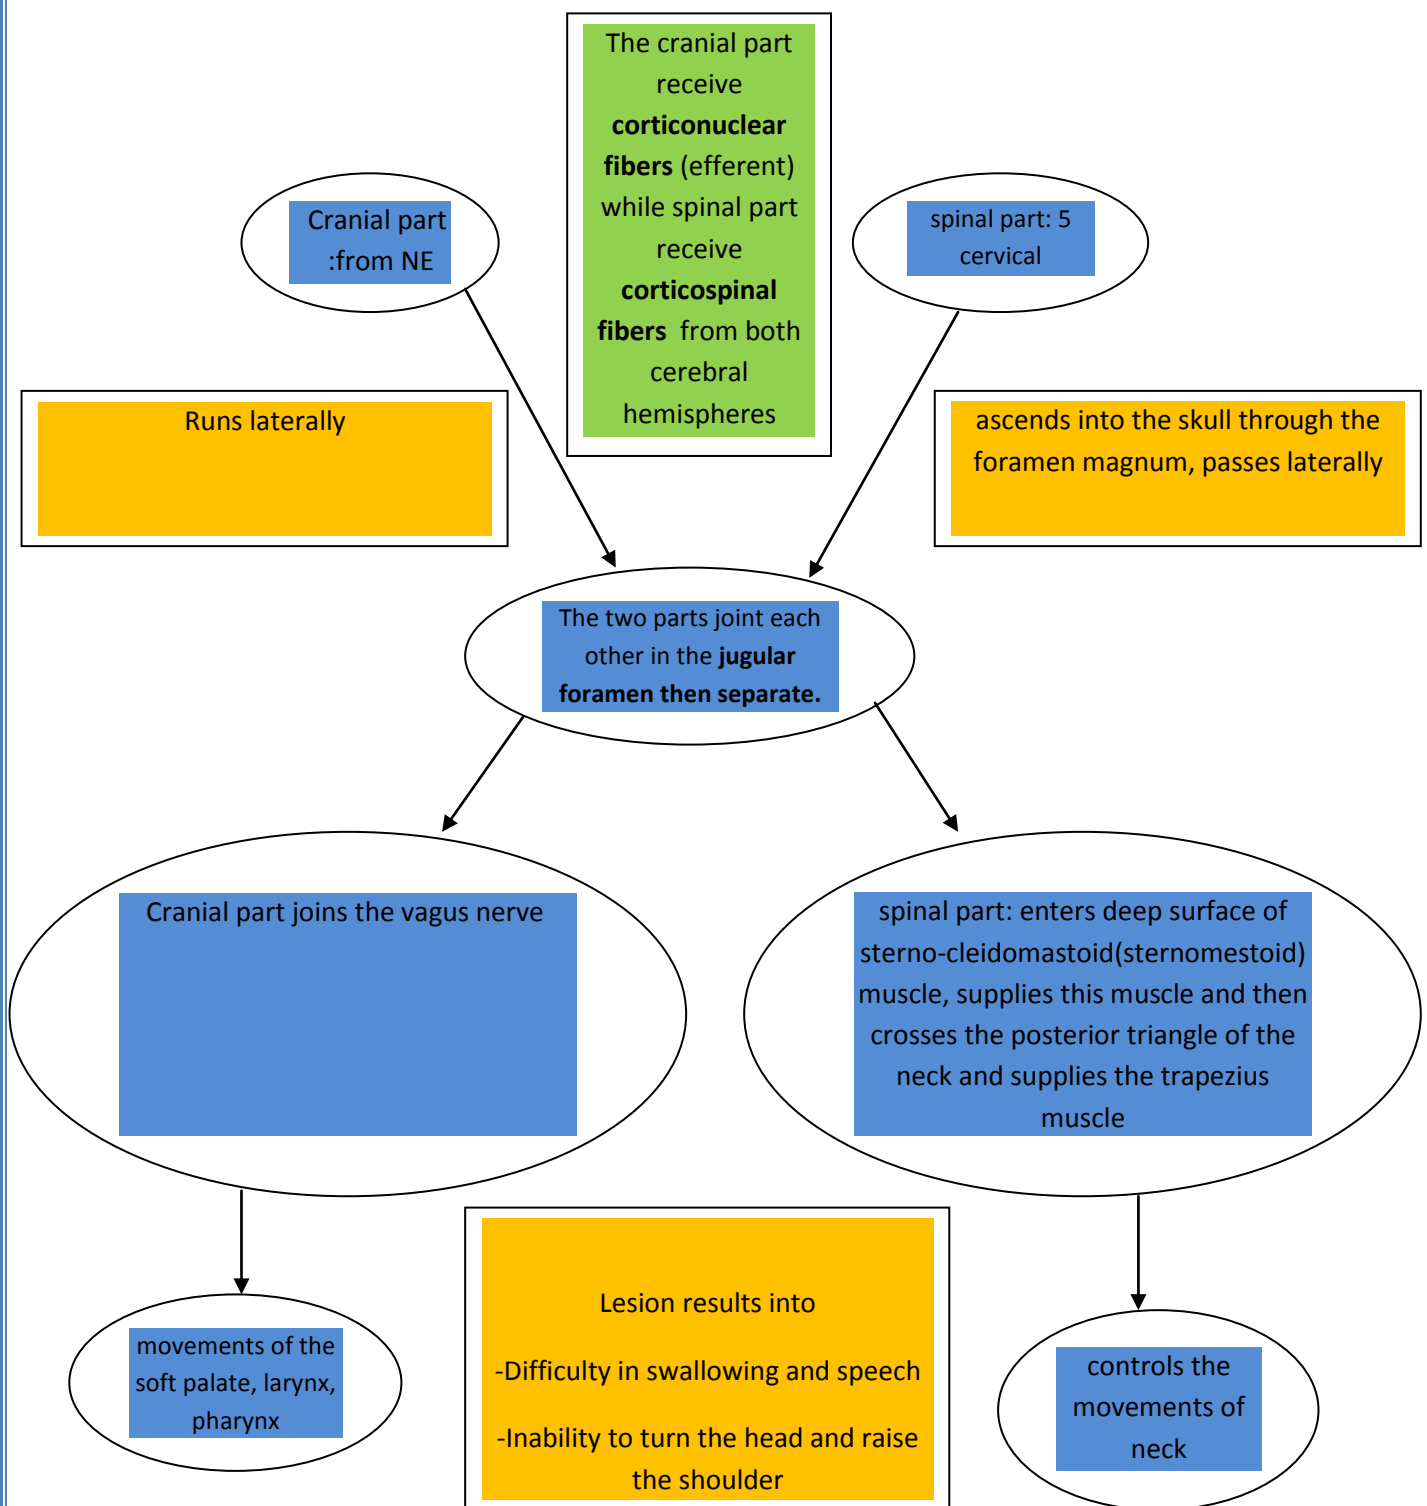 The cranial part
receive
corticonuclear
fibers (efferent)
while spinal part
receive
corticospinal
fibers from both
cerebral
hemispheres
Cranial part
:from NE
spinal part: 5
cervical
Runs laterally
ascends into the skull through the
foramen magnum, passes laterally
The two parts joint each
other in the jugular
foramen then separate.
Cranial part joins the vagus nerve
spinal part: enters deep surface of
sterno-cleidomastoid(sternomestoid)
muscle, supplies this muscle and then
crosses the posterior triangle of the
neck and supplies the trapezius
muscle
movements of the
soft palate, larynx,
pharynx
Lesion results into
-Difficulty in swallowing and speech
-Inability to turn the head and raise
the shoulder
controls the
movements of
neck